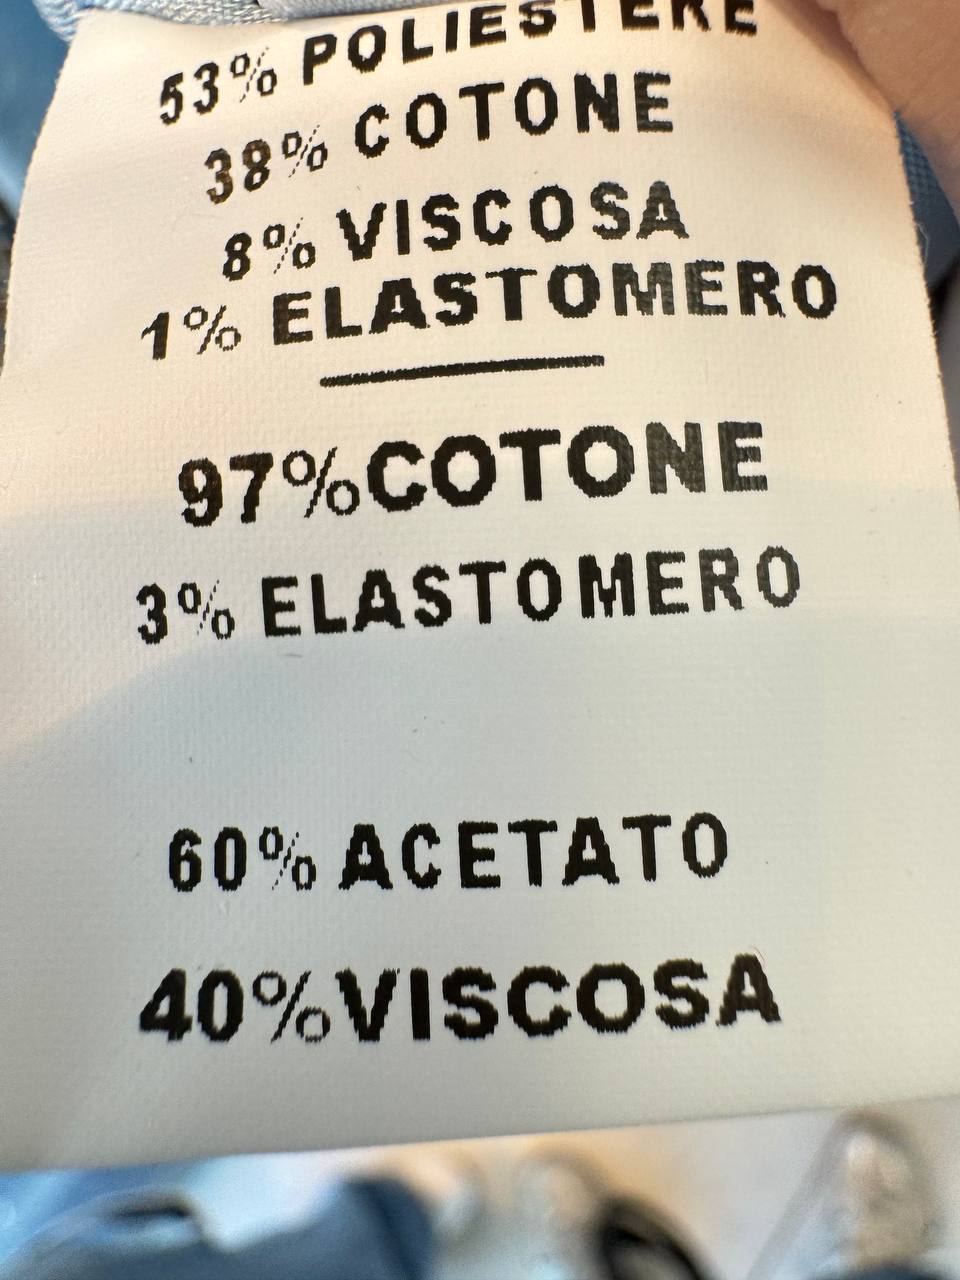 53% POLIESTERE
38% COTONE
8% VISCOSA
1% ELASTOMERO
97%COTONE
3% ELASTOMERO
60% ACETATO
40%VISCOSA